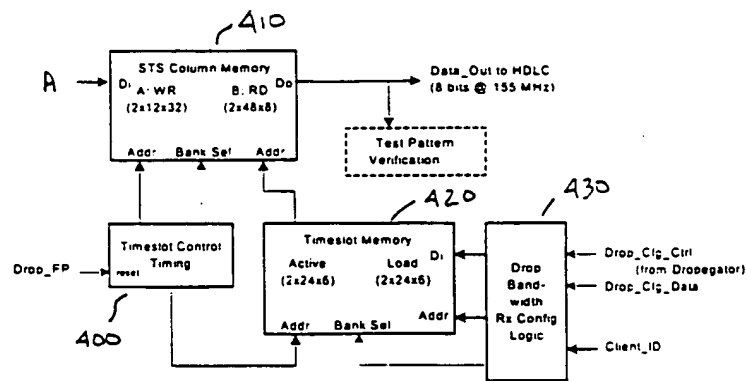 410
A
STS Column Memory
Di
Do
A: WR
B: RD
(2x12x32)
(2x48x8)
Addr
Bank Sel
Addr
Data_Out to HDLC
(8 bits @ 155 MHz)
Test Pattern
Verification
420
430
Timeslot Control
Timing
reset
Drop_FP
400
Timeslot Memory
Active
Load
(2x24x6)
(2x24x6)
Di
Addr
Addr
Bank Sel
Drop
Band-
width
Rx Config
Logic
Drop_Cfg_Ctrl
(from Dropegator)
Drop_Cfg_Data
Client_ID